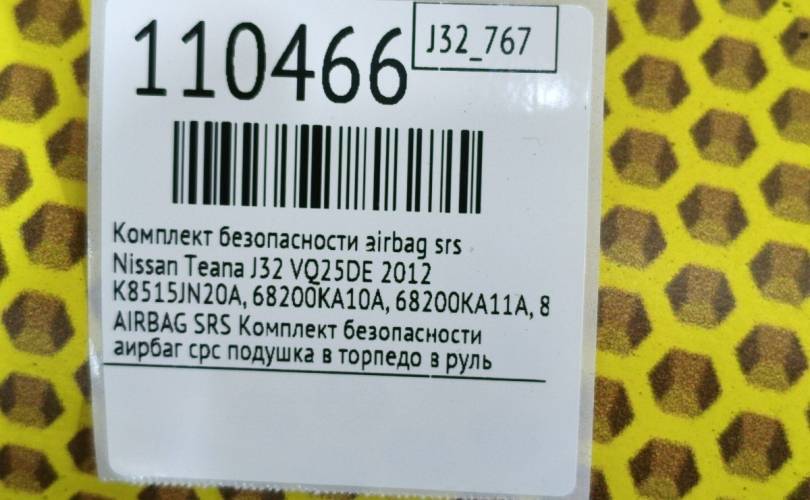 110466
J32_767
Комплект безопасности airbag srs
Nissan Teana J32 VQ25DE 2012
K8515JN20A, 68200KA10A, 68200KA11A, 8
AIRBAG SRS Комплект безопасности
аирбаг срс подушка в торпедо в руль